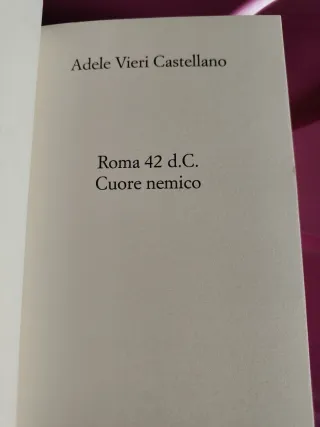 Adele Vieri Castellano
Roma 42 d.C.
Cuore nemico